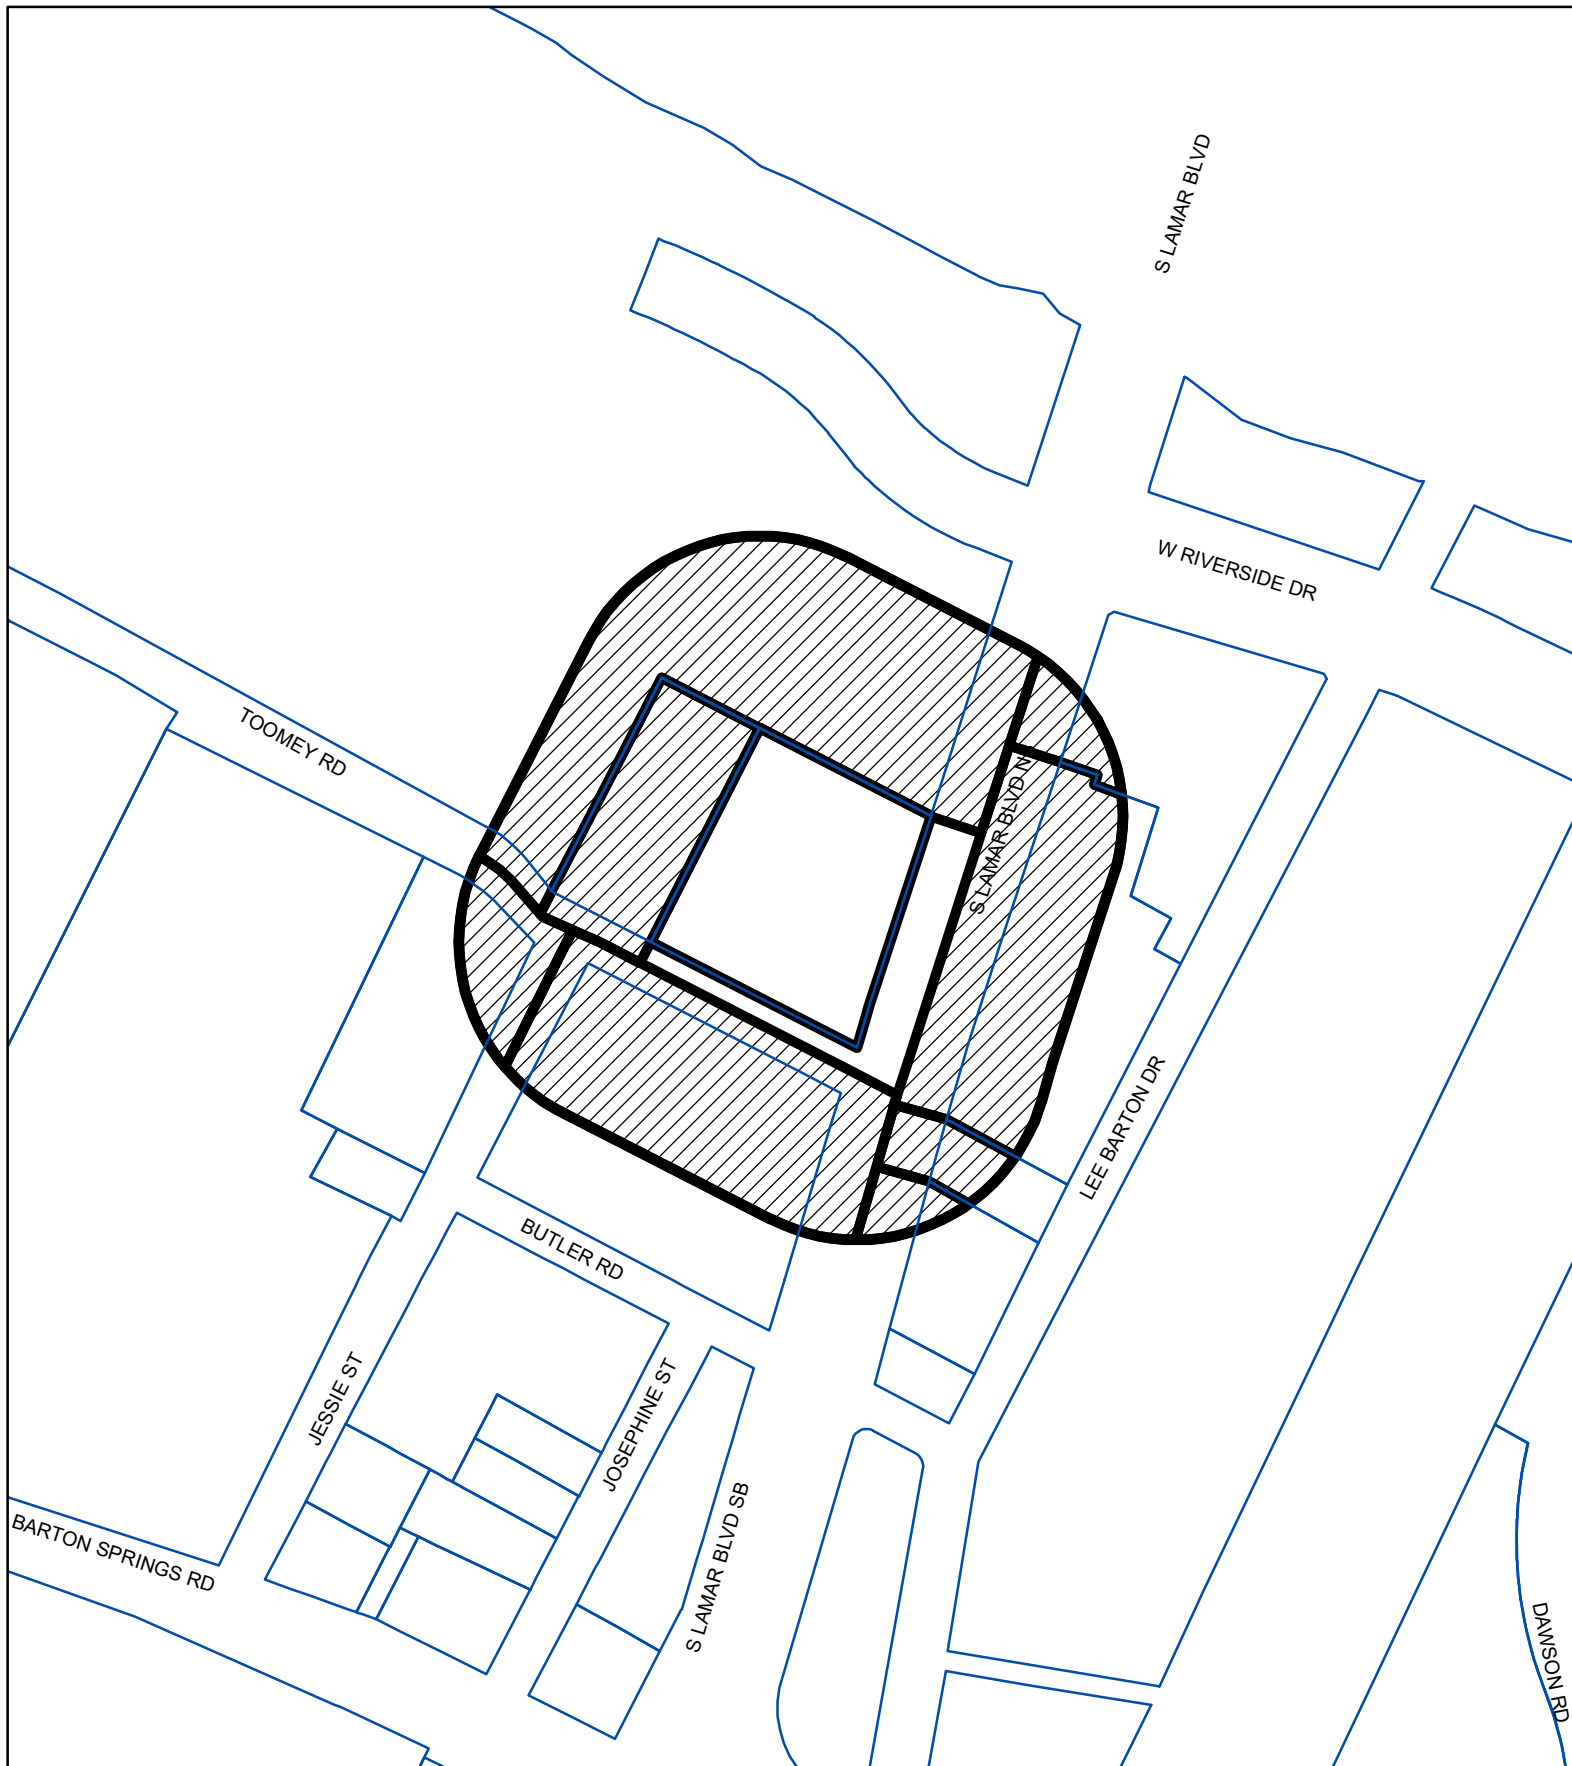 S LAMAR BLVD
W RIVERSIDE DR
TOOMEY RD
S LAMAR BLVD N
LEE BARTON DR
BUTLER RD
JESSIE ST
JOSEPHINE ST
S LAMAR BLVD SB
BARTON SPRINGS RD
DAWSON RD